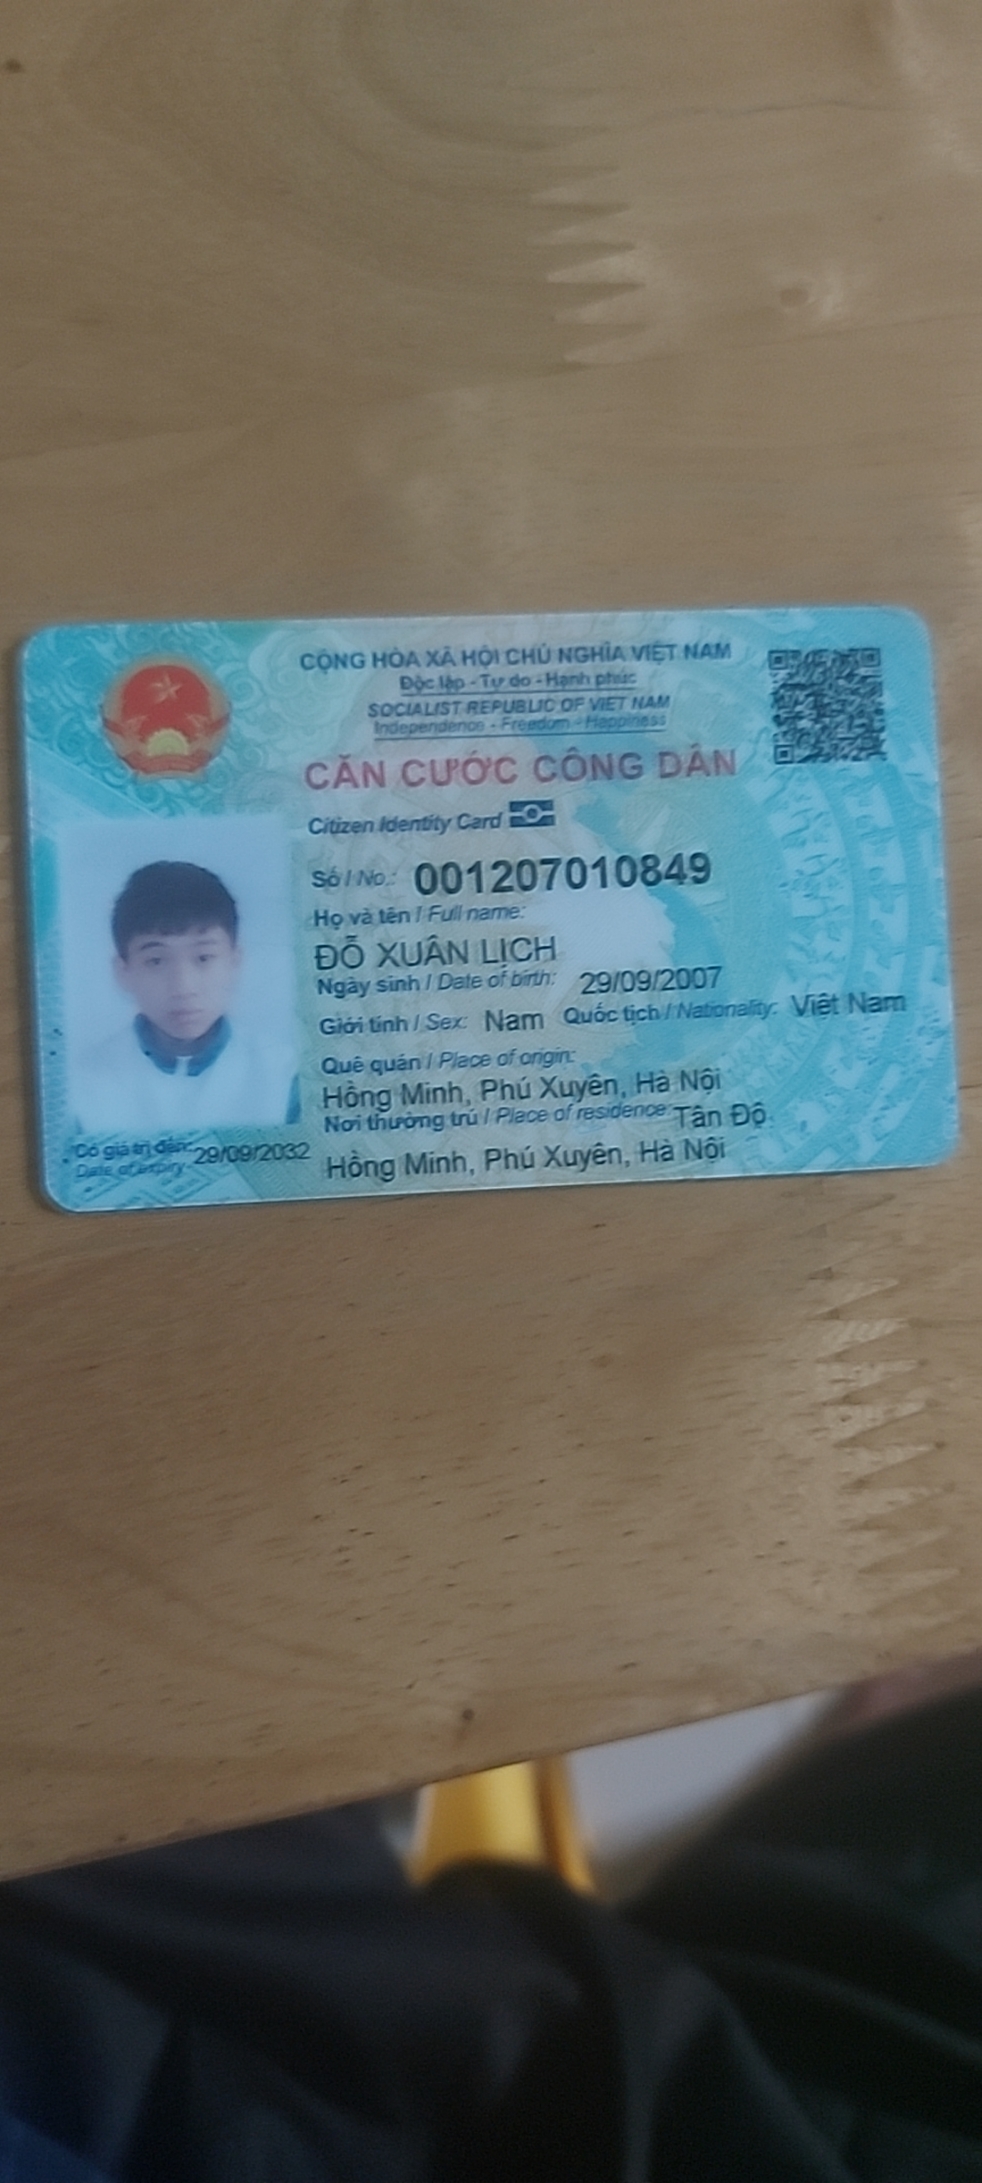 CỘNG HÒA XÃ HỘI CHỦ NGHĨA VIỆT NAM
Độc lập - Tự do - Hạnh phúc
SOCIALIST REPUBLIC OF VIET NAM
Independence - Freedom - Happiness
CĂN CƯỚC CÔNG DÂN
Citizen Identity Card
Số / No.: 001207010849
Họ và tên / Full name:
ĐỖ XUÂN LỊCH
Ngày sinh / Date of birth: 29/09/2007
Giới tính / Sex: Nam Quốc tịch / Nationality: Việt Nam
Quê quán / Place of origin:
Hồng Minh, Phú Xuyên, Hà Nội
Nơi thường trú / Place of residence: Tân Độ
Hồng Minh, Phú Xuyên, Hà Nội
Có giá trị đến: 29/09/2032
Date of expiry